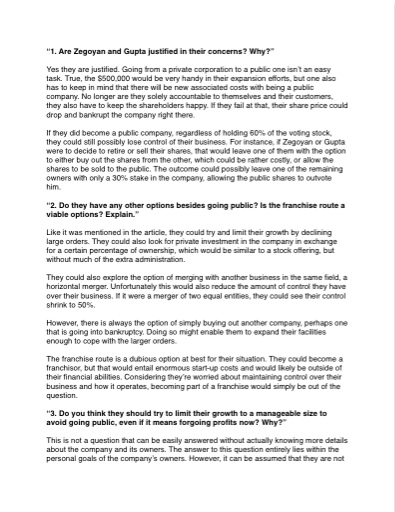 “1. Are Zegoyan and Gupta justified in their concerns? Why?”
Yes they are justified. Going from a private corporation to a public one isn’t an easy
task. True, the $500,000 would be very handy in their expansion efforts, but one also
has to keep in mind that there will be new associated costs with being a public
company. No longer are they solely accountable to themselves and their customers,
they also have to keep the shareholders happy. If they fail at that, their share price could
drop and bankrupt the company right there.
If they did become a public company, regardless of holding 60% of the voting stock,
they could still possibly lose control of their business. For instance, if Zegoyan or Gupta
were to decide to retire or sell their shares, that would leave one of them with the option
to either buy out the shares from the other, which could be rather costly, or allow the
shares to be sold to the public. The outcome could possibly leave one of the remaining
owners with only a 30% stake in the company, allowing the public shares to outvote
him.
“2. Do they have any other options besides going public? Is the franchise route a
viable options? Explain.”
Like it was mentioned in the article, they could try and limit their growth by declining
large orders. They could also look for private investment in the company in exchange
for a certain percentage of ownership, which would be similar to a stock offering, but
without much of the extra administration.
They could also explore the option of merging with another business in the same field, a
horizontal merger. Unfortunately this would also reduce the amount of control they have
over their business. If it were a merger of two equal entities, they could see their control
shrink to 50%.
However, there is always the option of simply buying out another company, perhaps one
that is going into bankruptcy. Doing so might enable them to expand their facilities
enough to cope with the larger orders.
The franchise route is a dubious option at best for their situation. They could become a
franchisor, but that would entail enormous start-up costs and would likely be outside of
their financial abilities. Considering they’re worried about maintaining control over their
business and how it operates, becoming part of a franchise would simply be out of the
question.
“3. Do you think they should try to limit their growth to a manageable size to
avoid going public, even if it means forgoing profits now? Why?”
This is not a question that can be easily answered without actually knowing more details
about the company and its owners. The answer to this question entirely lies within the
personal goals of the company’s owners. However, it can be assumed that they are not